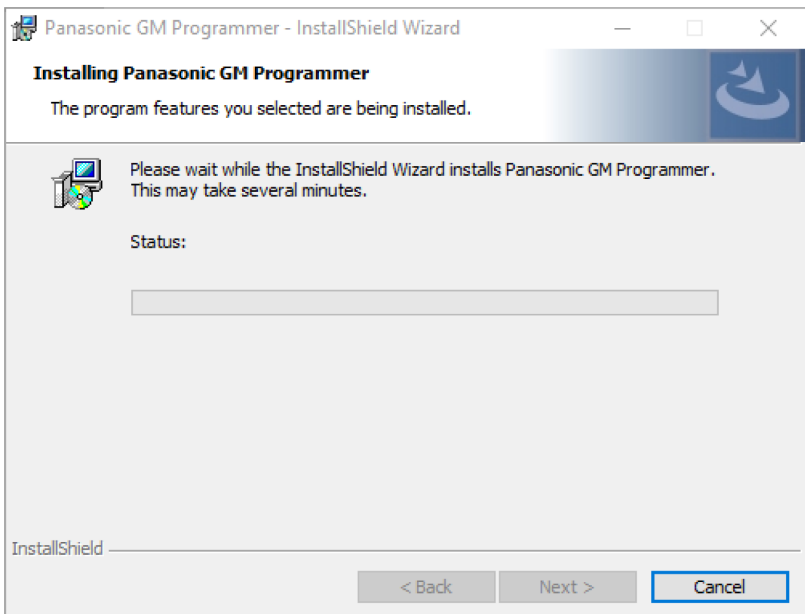 Panasonic GM Programmer - InstallShield Wizard
Installing Panasonic GM Programmer
The program features you selected are being installed.
Please wait while the InstallShield Wizard installs Panasonic GM Programmer.
This may take several minutes.
Status:
InstallShield
< Back
Next >
Cancel